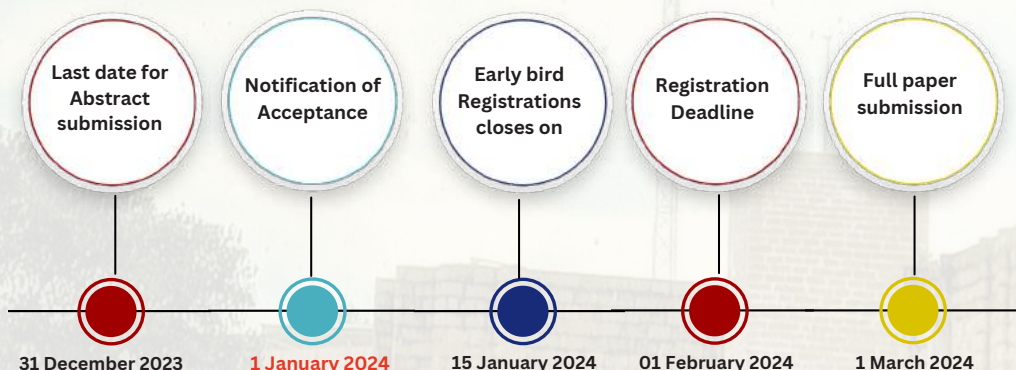 Last date for
Abstract
submission
Notification of
Acceptance
Early bird
Registrations
closes on
Registration
Deadline
Full paper
submission
31 December 2023
1 January 2024
15 January 2024
01 February 2024
1 March 2024